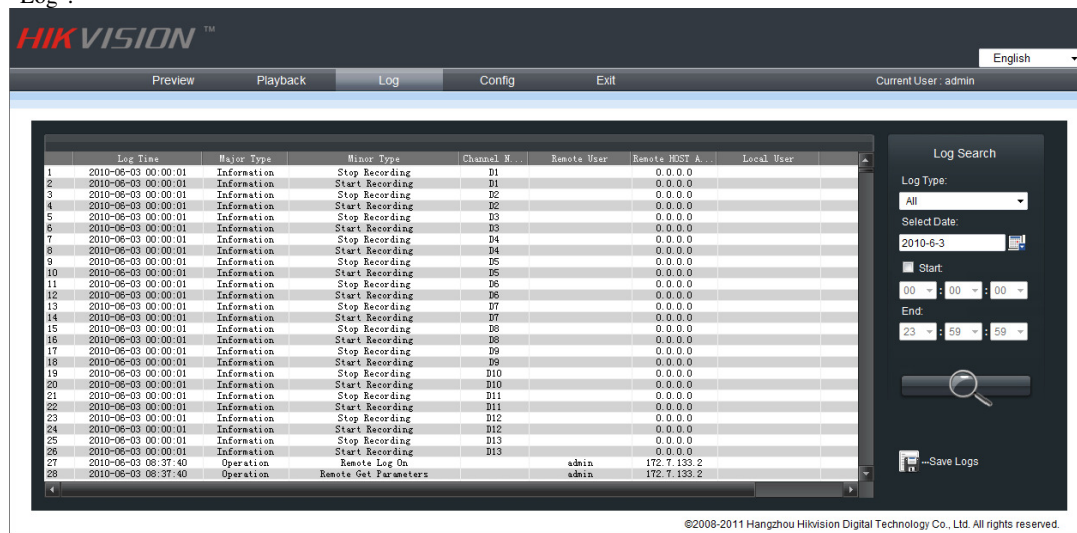 "Log".
HIKVISION ™
English
Preview Playback Log Config Exit Current User : admin
Log Time Major Type Minor Type Channel N... Remote User Remote HOST A... Local User
1 2010-06-03 00:00:01 Information Stop Recording D1 0.0.0.0
2 2010-06-03 00:00:01 Information Start Recording D1 0.0.0.0
3 2010-06-03 00:00:01 Information Stop Recording D2 0.0.0.0
4 2010-06-03 00:00:01 Information Start Recording D2 0.0.0.0
5 2010-06-03 00:00:01 Information Stop Recording D3 0.0.0.0
6 2010-06-03 00:00:01 Information Start Recording D3 0.0.0.0
7 2010-06-03 00:00:01 Information Stop Recording D4 0.0.0.0
8 2010-06-03 00:00:01 Information Start Recording D4 0.0.0.0
9 2010-06-03 00:00:01 Information Stop Recording D5 0.0.0.0
10 2010-06-03 00:00:01 Information Start Recording D5 0.0.0.0
11 2010-06-03 00:00:01 Information Stop Recording D6 0.0.0.0
12 2010-06-03 00:00:01 Information Start Recording D6 0.0.0.0
13 2010-06-03 00:00:01 Information Stop Recording D7 0.0.0.0
14 2010-06-03 00:00:01 Information Start Recording D7 0.0.0.0
15 2010-06-03 00:00:01 Information Stop Recording D8 0.0.0.0
16 2010-06-03 00:00:01 Information Start Recording D8 0.0.0.0
17 2010-06-03 00:00:01 Information Stop Recording D9 0.0.0.0
18 2010-06-03 00:00:01 Information Start Recording D9 0.0.0.0
19 2010-06-03 00:00:01 Information Stop Recording D10 0.0.0.0
20 2010-06-03 00:00:01 Information Start Recording D10 0.0.0.0
21 2010-06-03 00:00:01 Information Stop Recording D11 0.0.0.0
22 2010-06-03 00:00:01 Information Start Recording D11 0.0.0.0
23 2010-06-03 00:00:01 Information Stop Recording D12 0.0.0.0
24 2010-06-03 00:00:01 Information Start Recording D12 0.0.0.0
25 2010-06-03 00:00:01 Information Stop Recording D13 0.0.0.0
26 2010-06-03 00:00:01 Information Start Recording D13 0.0.0.0
27 2010-06-03 08:37:40 Operation Remote Log On admin 172.7.133.2
28 2010-06-03 08:37:40 Operation Remote Get Parameters admin 172.7.133.2
Log Search
Log Type:
All
Select Date:
2010-6-3
Start:
00 : 00 : 00
End:
23 : 59 : 59
---Save Logs
©2008-2011 Hangzhou Hikvision Digital Technology Co., Ltd. All rights reserved.